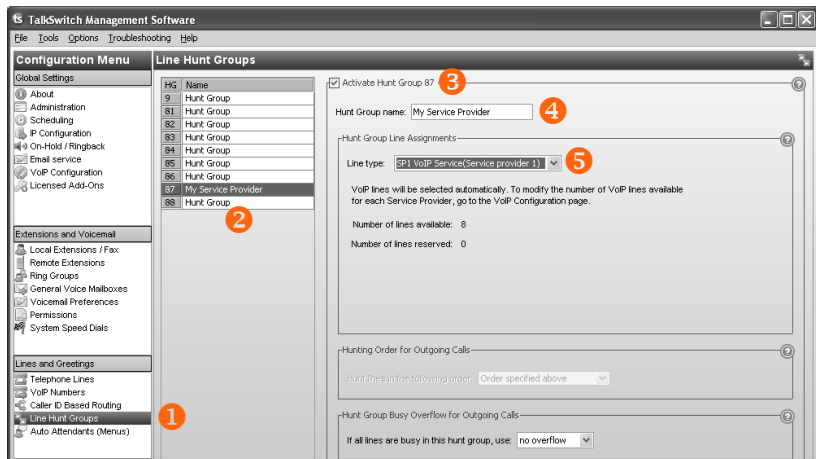 ts TalkSwitch Management Software
File Tools Options Troubleshooting Help
Configuration Menu
Global Settings
About
Administration
Scheduling
IP Configuration
On-Hold / Ringback
Email service
VoIP Configuration
Licensed Add-Ons
Extensions and Voicemail
Local Extensions / Fax
Remote Extensions
Ring Groups
General Voice Mailboxes
Voicemail Preferences
Permissions
System Speed Dials
Lines and Greetings
Telephone Lines
VoIP Numbers
Caller ID Based Routing
Line Hunt Groups
Auto Attendants (Menus)
1
Line Hunt Groups
HG Name
9 Hunt Group
81 Hunt Group
82 Hunt Group
83 Hunt Group
84 Hunt Group
85 Hunt Group
86 Hunt Group
87 My Service Provider
88 Hunt Group
2
Activate Hunt Group 87 3
?
Hunt Group name: My Service Provider 4
Hunt Group Line Assignments
?
Line type: SP1 VoIP Service(Service provider 1) 5
VoIP lines will be selected automatically. To modify the number of VoIP lines available
for each Service Provider, go to the VoIP Configuration page.
Number of lines available: 8
Number of lines reserved: 0
Hunting Order for Outgoing Calls
?
Hunt lines in the following order: Order specified above
Hunt Group Busy Overflow for Outgoing Calls
?
If all lines are busy in this hunt group, use: no overflow